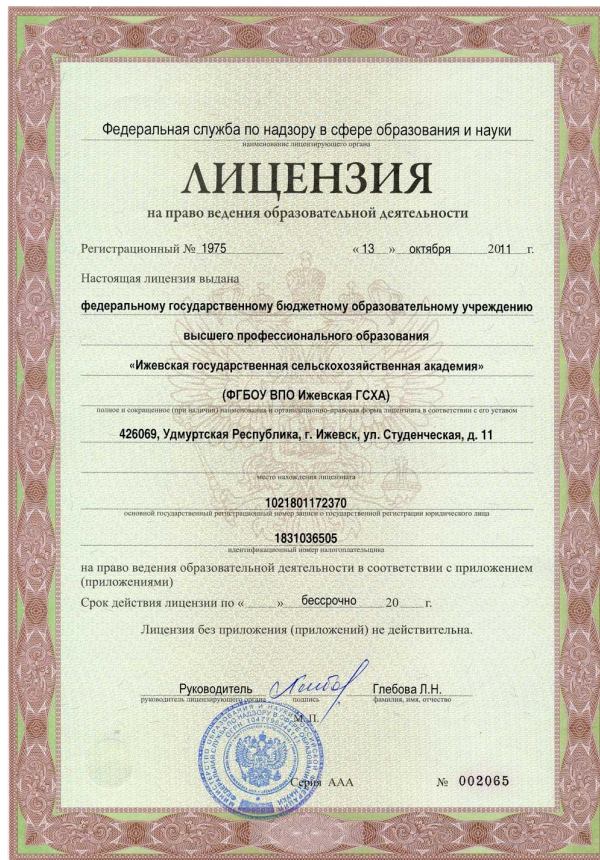 Федеральная служба по надзору в сфере образования и науки
наименование лицензирующего органа
ЛИЦЕНЗИЯ
на право ведения образовательной деятельности
Регистрационный № 1975 « 13 » октября 2011 г.
Настоящая лицензия выдана
федеральному государственному бюджетному образовательному учреждению
высшего профессионального образования
«Ижевская государственная сельскохозяйственная академия»
(ФГБОУ ВПО Ижевская ГСХА)
полное и сокращенное (при наличии) наименования и организационно-правовая форма лицензиата в соответствии с его уставом
426069, Удмуртская Республика, г. Ижевск, ул. Студенческая, д. 11
место нахождения лицензиата
1021801172370
основной государственный регистрационный номер записи о государственной регистрации юридического лица
1831036505
идентификационный номер налогоплательщика
на право ведения образовательной деятельности в соответствии с приложением
(приложениями)
Срок действия лицензии по « » бессрочно 20 г.
Лицензия без приложения (приложений) не действительна.
Руководитель Глебова Л.Н.
руководитель лицензирующего органа подпись фамилия, имя, отчество
М.П.
Серия ААА № 002065